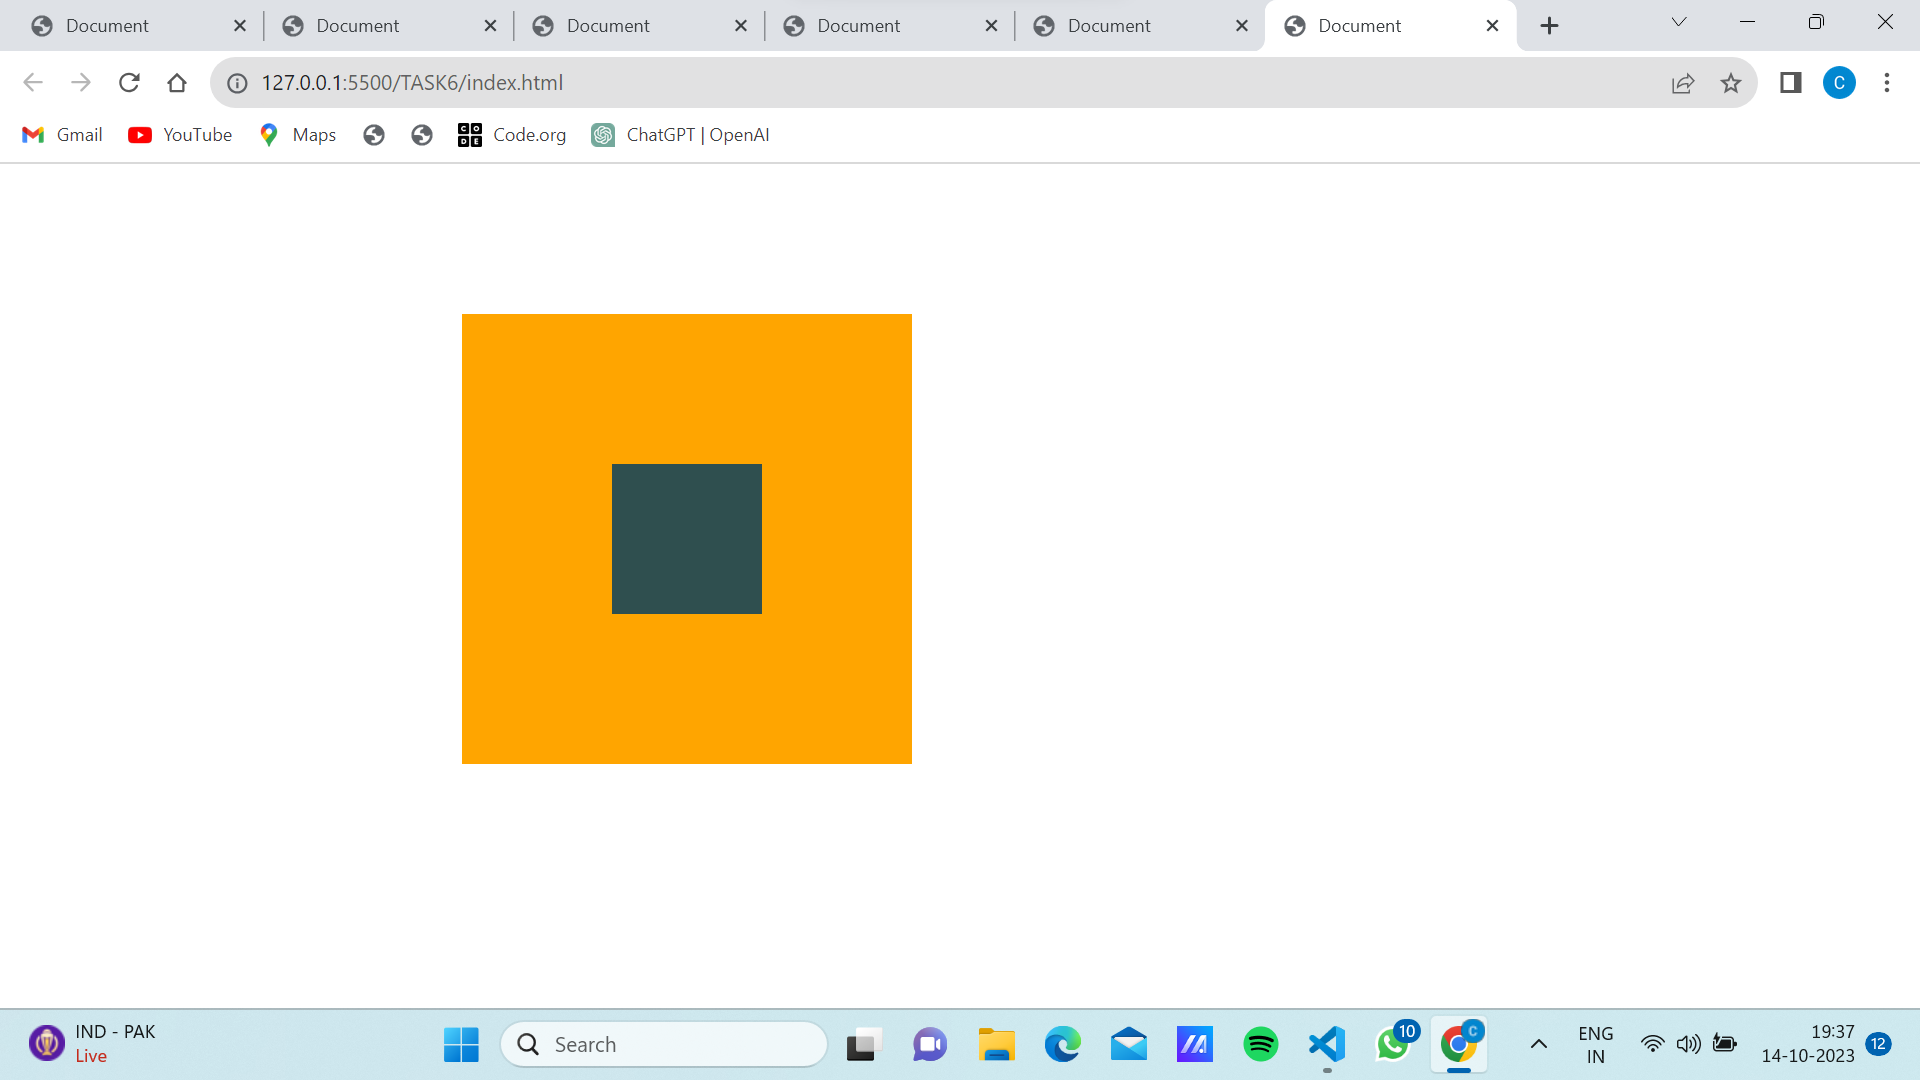 Document Document Document Document Document Document
127.0.0.1:5500/TASK6/index.html C
Gmail YouTube Maps CODE Code.org ChatGPT | OpenAI
IND - PAK
Live
Search
10
C
ENG
IN
19:37
14-10-2023
12